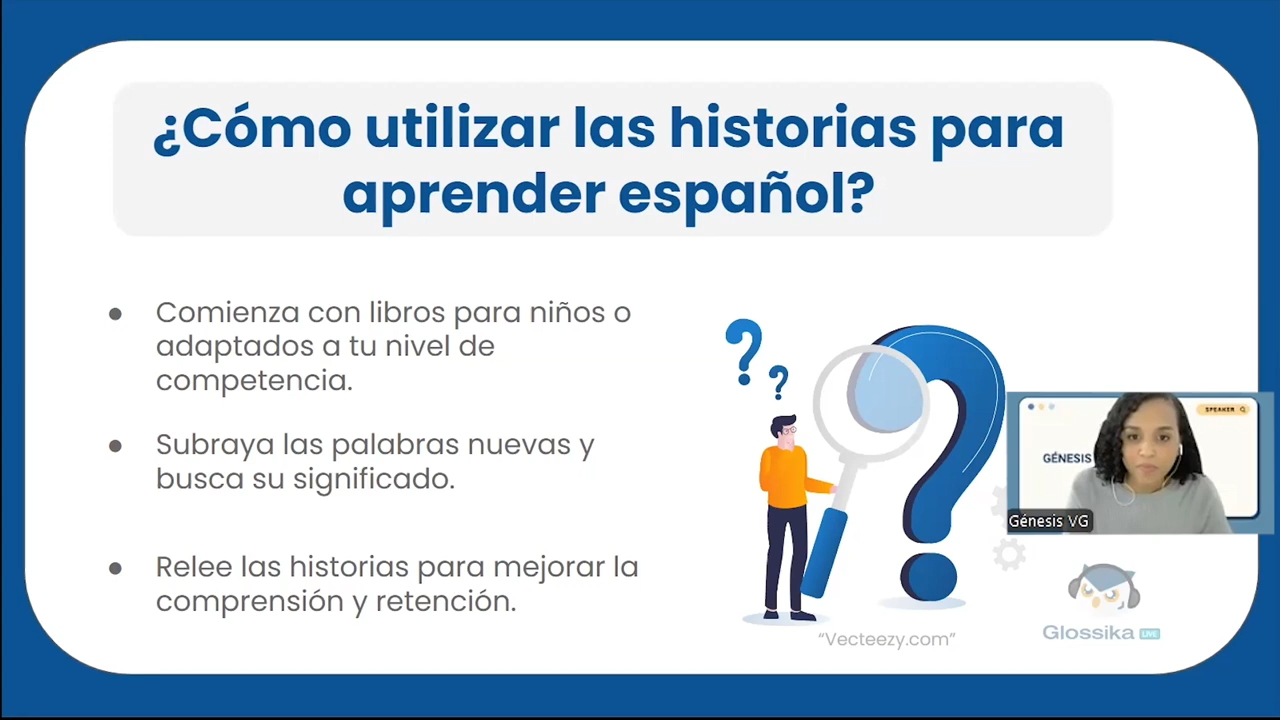 ¿Cómo utilizar las historias para
aprender español?
● Comienza con libros para niños o
adaptados a tu nivel de
competencia.
● Subraya las palabras nuevas y
busca su significado.
● Relee las historias para mejorar la
comprensión y retención.
SPEAKER
GÉNESIS
Génesis VG
“Vecteezy.com”
Glossika LIVE